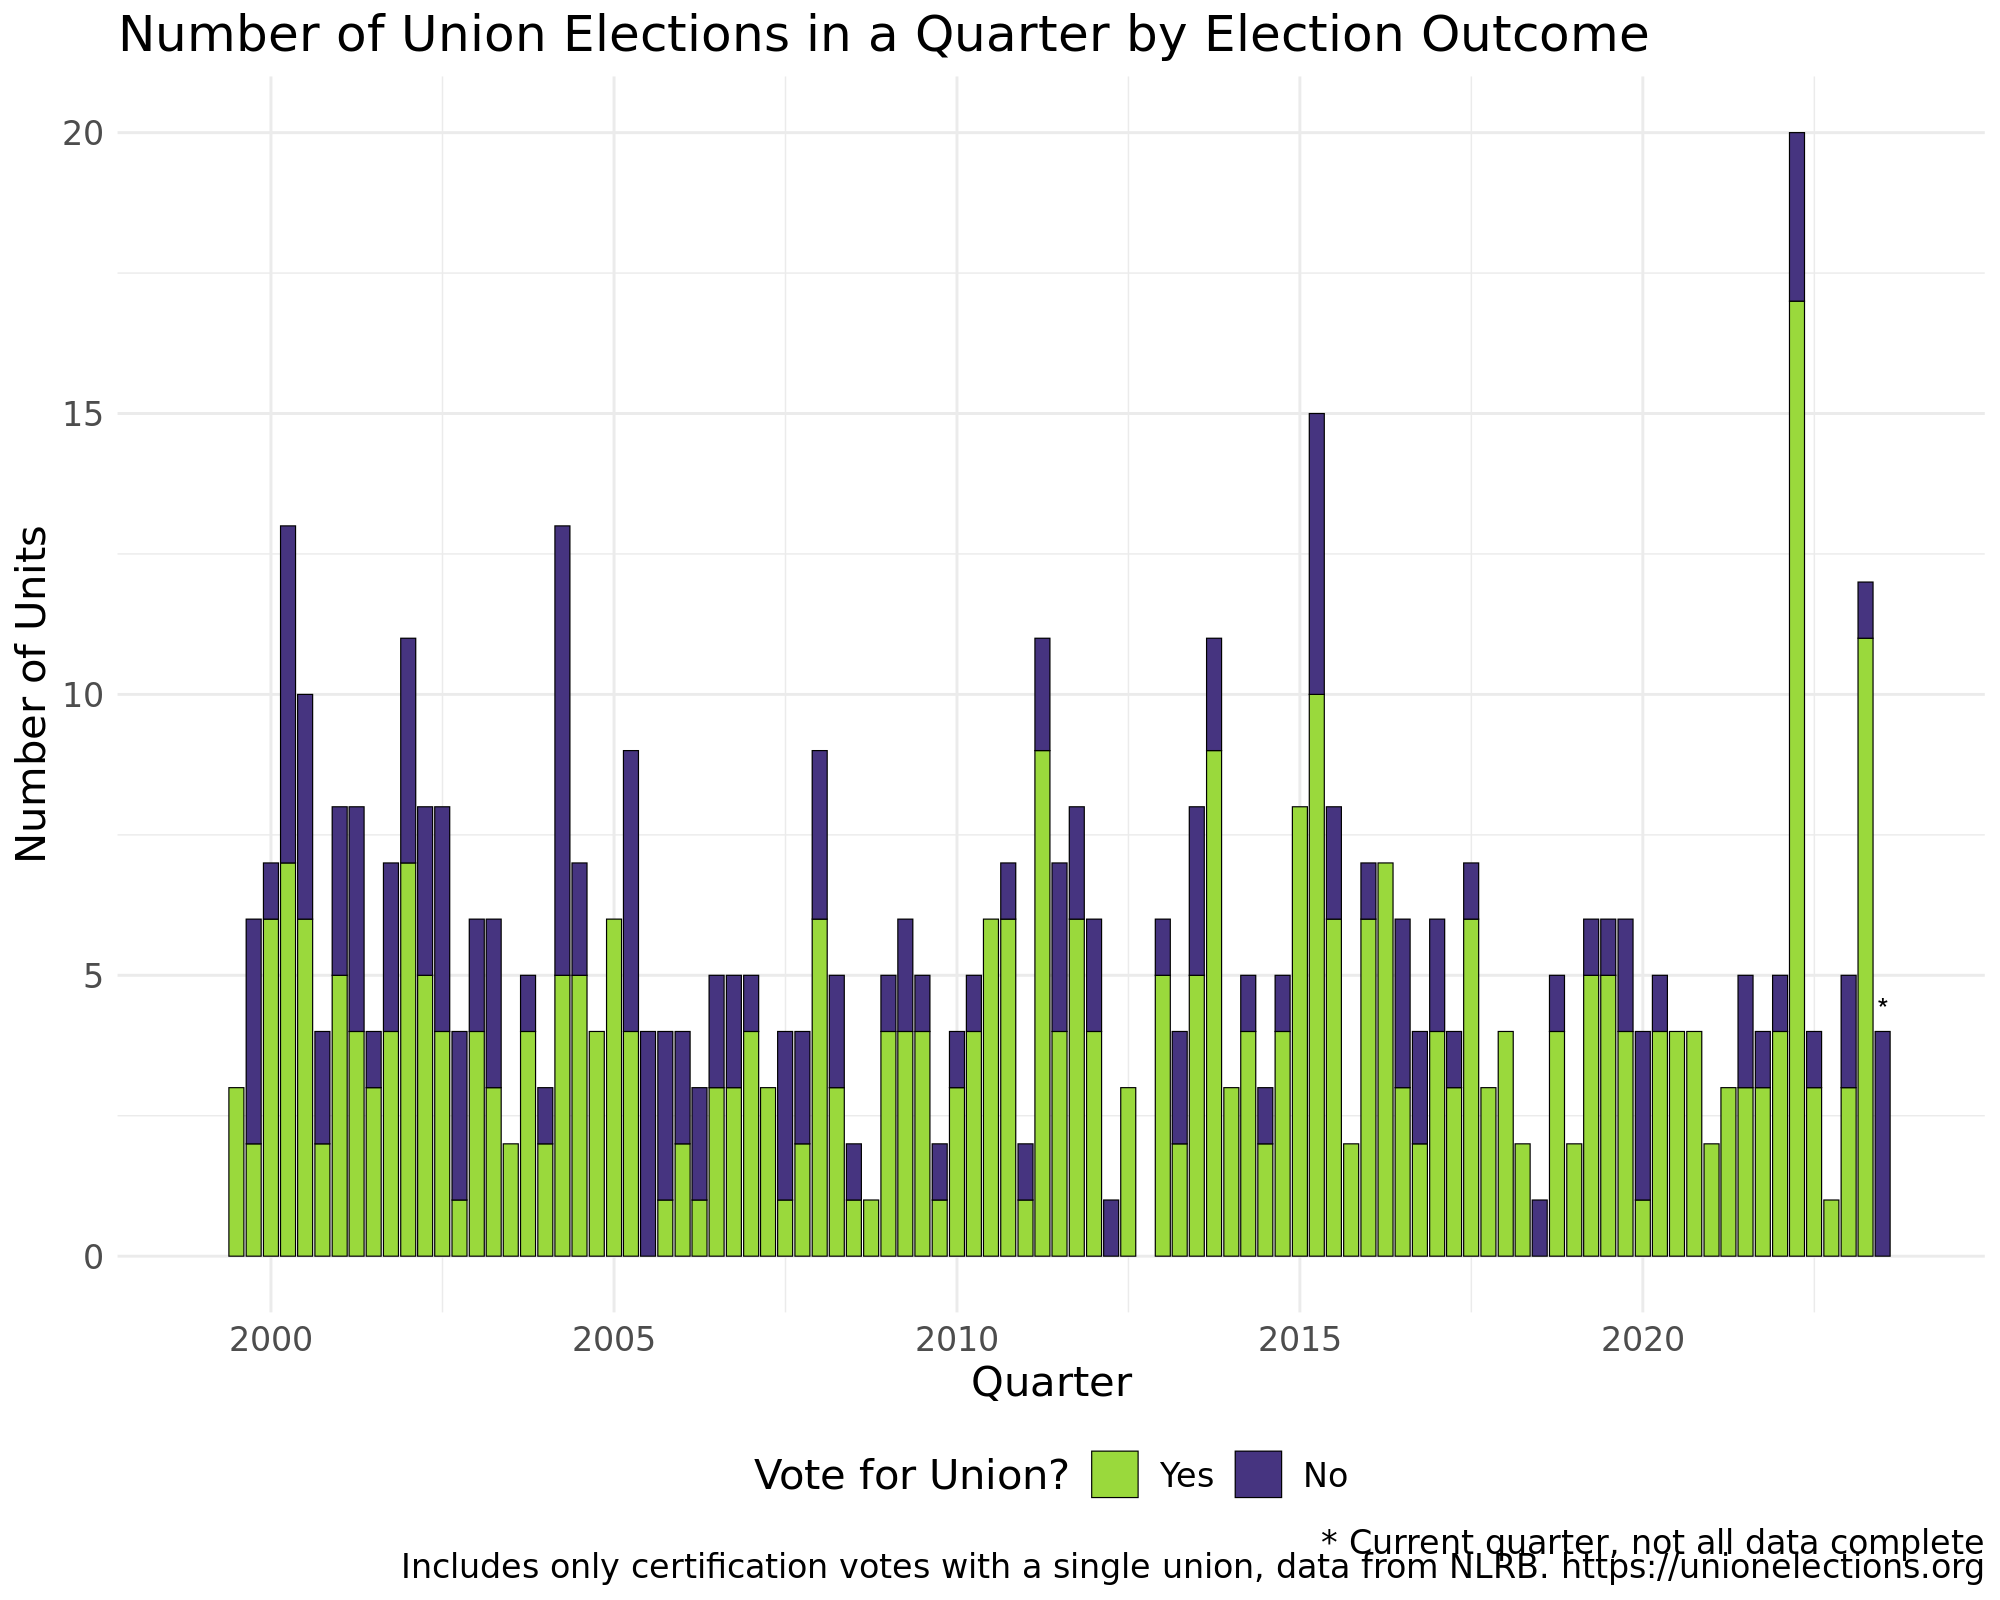 Number of Union Elections in a Quarter by Election Outcome
20
15
10
5
0
Number of Units
*
2000 2005 2010 2015 2020
Quarter
Vote for Union? Yes No
* Current quarter, not all data complete
Includes only certification votes with a single union, data from NLRB. https://unionelections.org